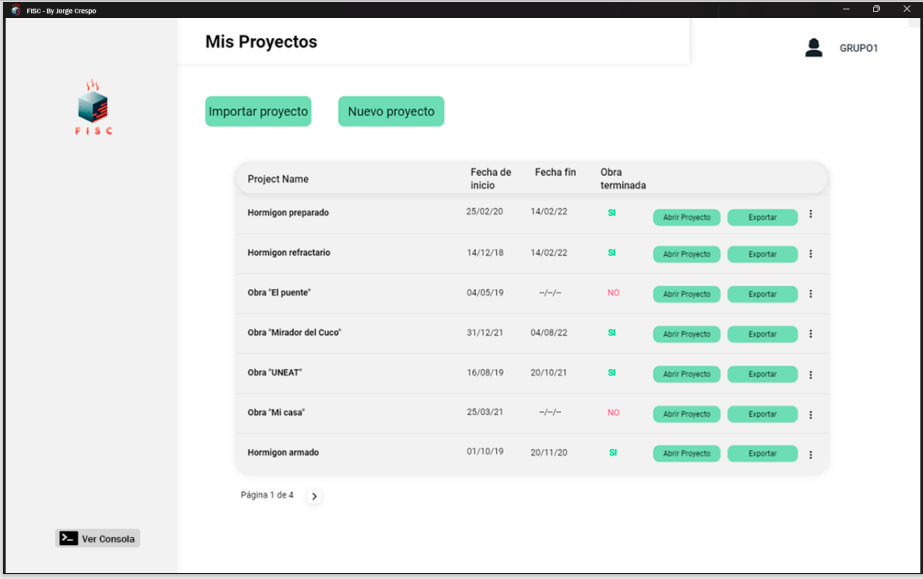 FISC - By Jorge Crespo
Mis Proyectos
GRUPO1
FISC
Importar proyecto
Nuevo proyecto
Project Name
Fecha de
inicio
Fecha fin
Obra
terminada
Hormigon preparado 25/02/20 14/02/22 SI Abrir Proyecto Exportar
Hormigon refractario 14/12/18 14/02/22 SI Abrir Proyecto Exportar
Obra "El puente" 04/05/19 --/--/-- NO Abrir Proyecto Exportar
Obra "Mirador del Cuco" 31/12/21 04/08/22 SI Abrir Proyecto Exportar
Obra "UNEAT" 16/08/19 20/10/21 SI Abrir Proyecto Exportar
Obra "Mi casa" 25/03/21 --/--/-- NO Abrir Proyecto Exportar
Hormigon armado 01/10/19 20/11/20 SI Abrir Proyecto Exportar
Página 1 de 4
Ver Consola